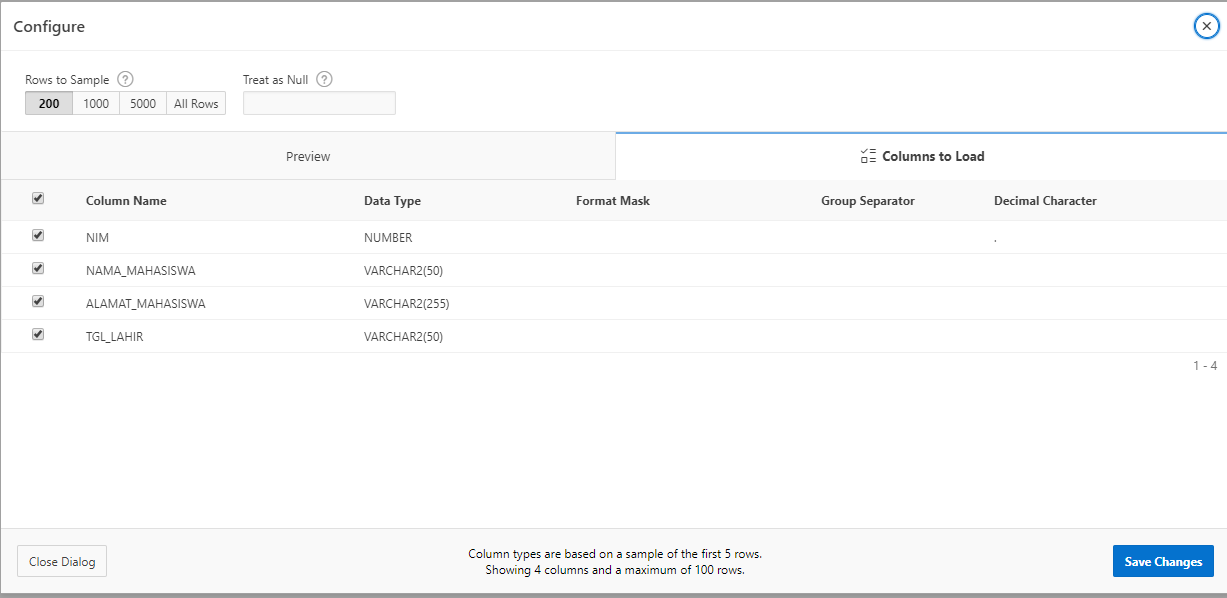 Configure
Rows to Sample ?
Treat as Null ?
200 1000 5000 All Rows
Preview
Columns to Load
Column Name Data Type Format Mask Group Separator Decimal Character
NIM NUMBER .
NAMA_MAHASISWA VARCHAR2(50)
ALAMAT_MAHASISWA VARCHAR2(255)
TGL_LAHIR VARCHAR2(50)
1 - 4
Close Dialog
Column types are based on a sample of the first 5 rows.
Showing 4 columns and a maximum of 100 rows.
Save Changes